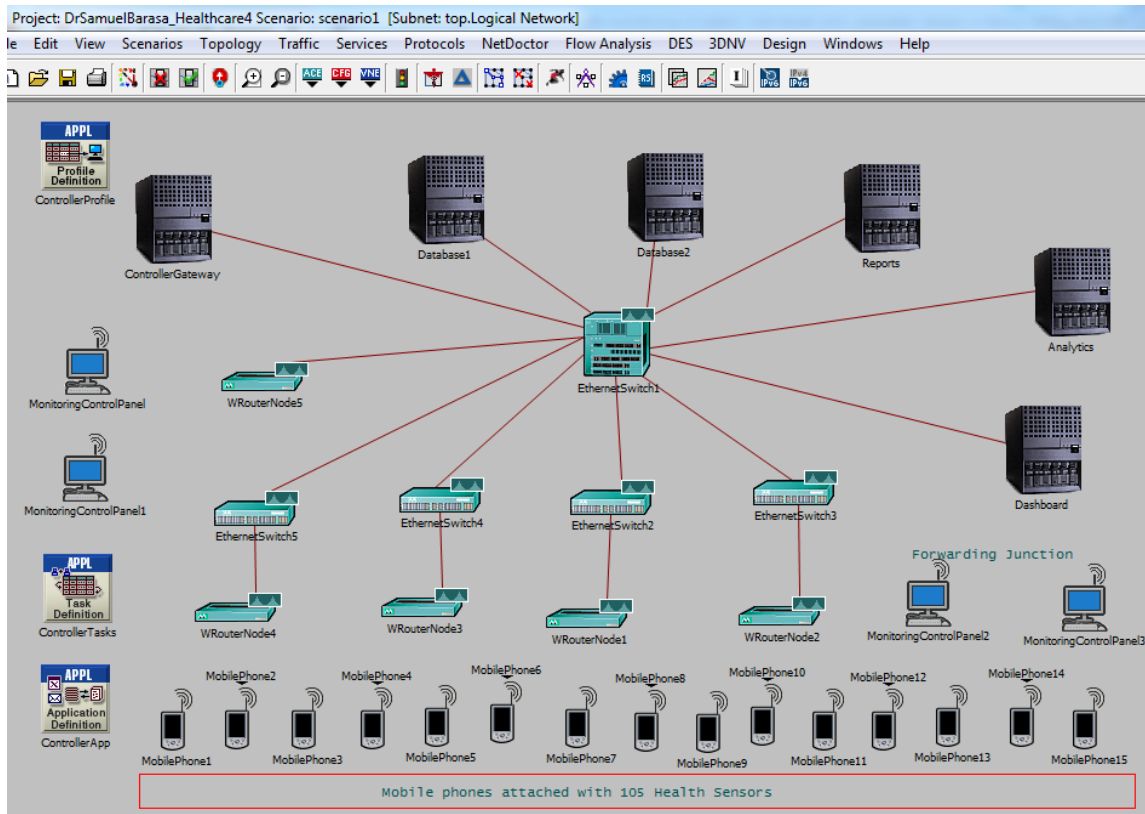 Project: DrSamuelBarasa_Healthcare4 Scenario: scenario1 [Subnet: top.Logical Network]
le Edit View Scenarios Topology Traffic Services Protocols NetDoctor Flow Analysis DES 3DNV Design Windows Help
ACE CFG VNE RS IPv6 IPv4 IPv6
APPL
Profile
Definition
ControllerProfile
ControllerGateway
Database1
Database2
Reports
Analytics
EthernetSwitch1
MonitoringControlPanel
WRouterNode5
MonitoringControlPanel1
EthernetSwitch5
EthernetSwitch4
EthernetSwitch2
EthernetSwitch3
Dashboard
Forwarding Junction
APPL
Task
Definition
ControllerTasks
WRouterNode4
WRouterNode3
WRouterNode1
WRouterNode2
MonitoringControlPanel2
MonitoringControlPanel3
APPL
Application
Definition
ControllerApp
MobilePhone2
MobilePhone4
MobilePhone6
MobilePhone8
MobilePhone10
MobilePhone12
MobilePhone14
MobilePhone1
MobilePhone3
MobilePhone5
MobilePhone7
MobilePhone9
MobilePhone11
MobilePhone13
MobilePhone15
Mobile phones attached with 105 Health Sensors